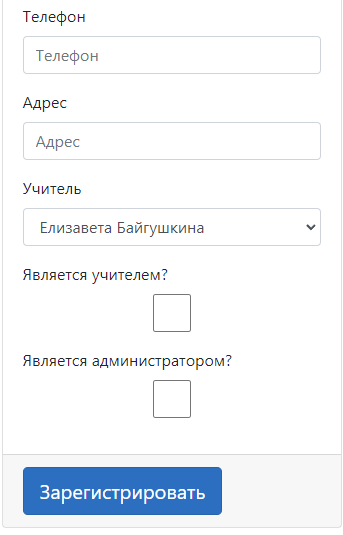 Телефон
Телефон
Адрес
Адрес
Учитель
Елизавета Байгушкина
Является учителем?
Является администратором?
Зарегистрировать